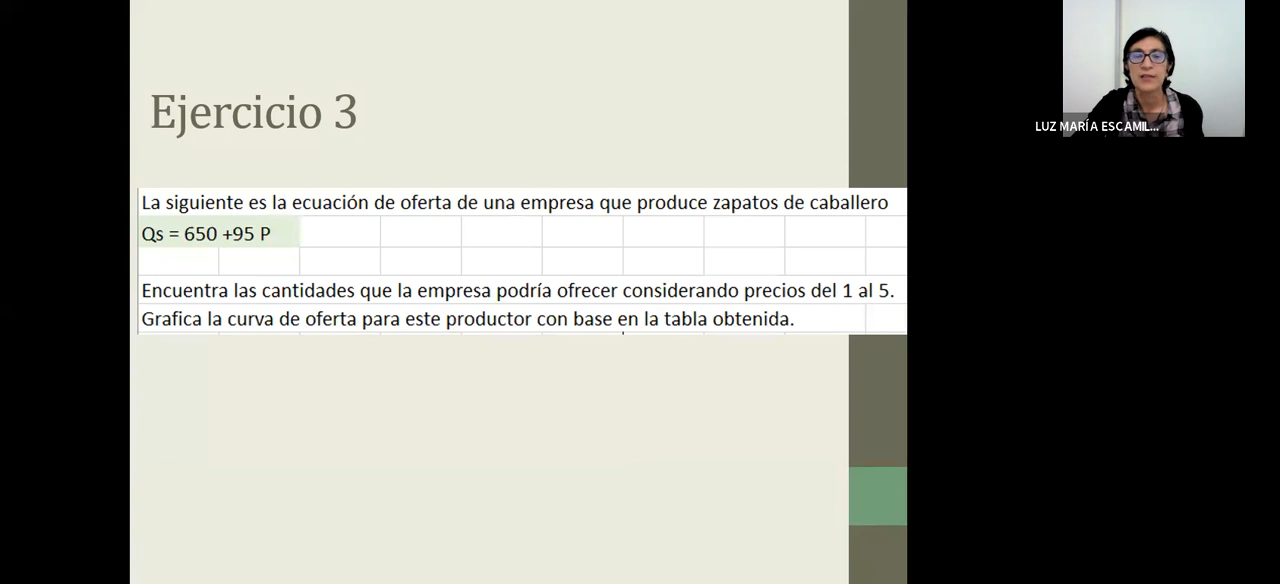 Ejercicio 3
LUZ MARÍA ESCAMIL...
La siguiente es la ecuación de oferta de una empresa que produce zapatos de caballero
Qs = 650 +95 P
Encuentra las cantidades que la empresa podría ofrecer considerando precios del 1 al 5.
Grafica la curva de oferta para este productor con base en la tabla obtenida.